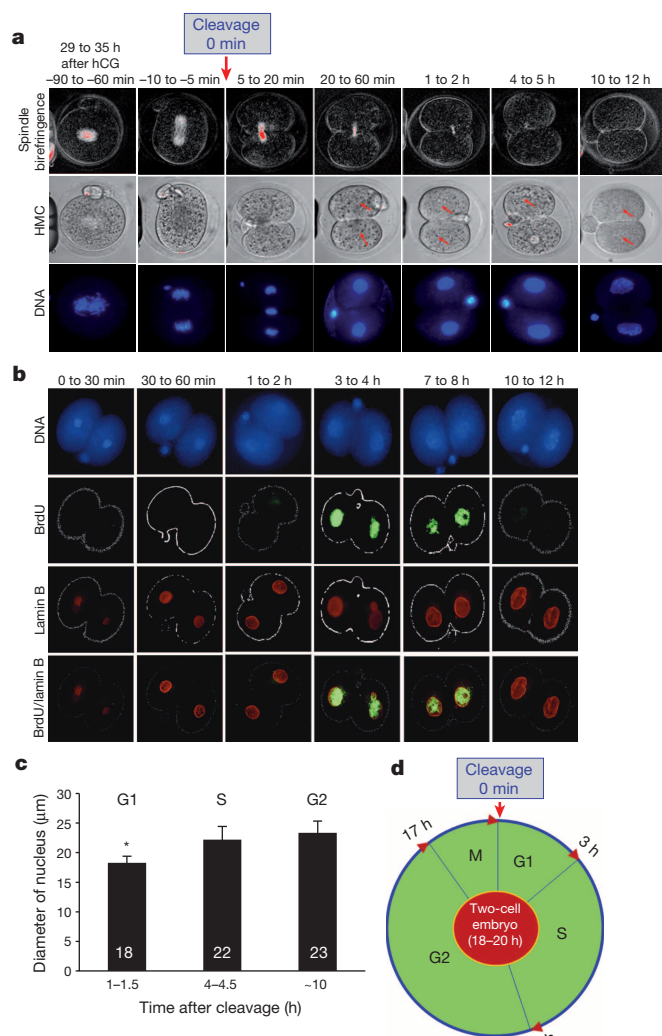 a
Cleavage
0 min
29 to 35 h
after hCG
–90 to –60 min
–10 to –5 min
5 to 20 min
20 to 60 min
1 to 2 h
4 to 5 h
10 to 12 h
Spindle
birefringence
HMC
DNA
b
0 to 30 min
30 to 60 min
1 to 2 h
3 to 4 h
7 to 8 h
10 to 12 h
DNA
BrdU
Lamin B
BrdU/lamin B
c
Diameter of nucleus (μm)
30
25
20
15
10
5
0
G1
S
G2
*
18
22
23
1–1.5
4–4.5
~10
Time after cleavage (h)
d
Cleavage
0 min
17 h
M
G1
3 h
Two-cell
embryo
(18–20 h)
G2
S